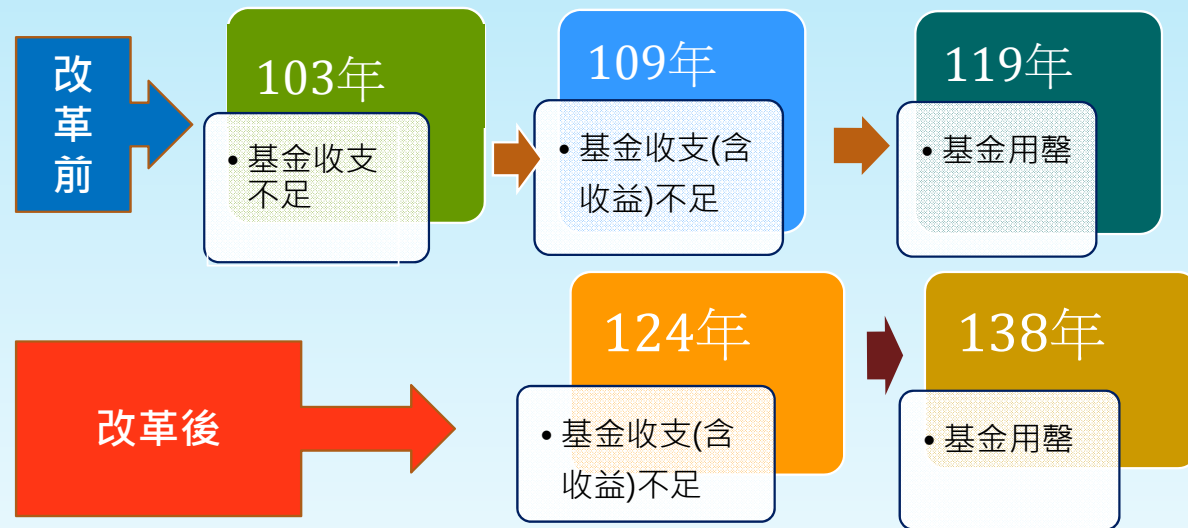 改革前
103年
• 基金收支
不足
109年
• 基金收支(含
收益)不足
119年
• 基金用罄
改革後
124年
• 基金收支(含
收益)不足
138年
• 基金用罄